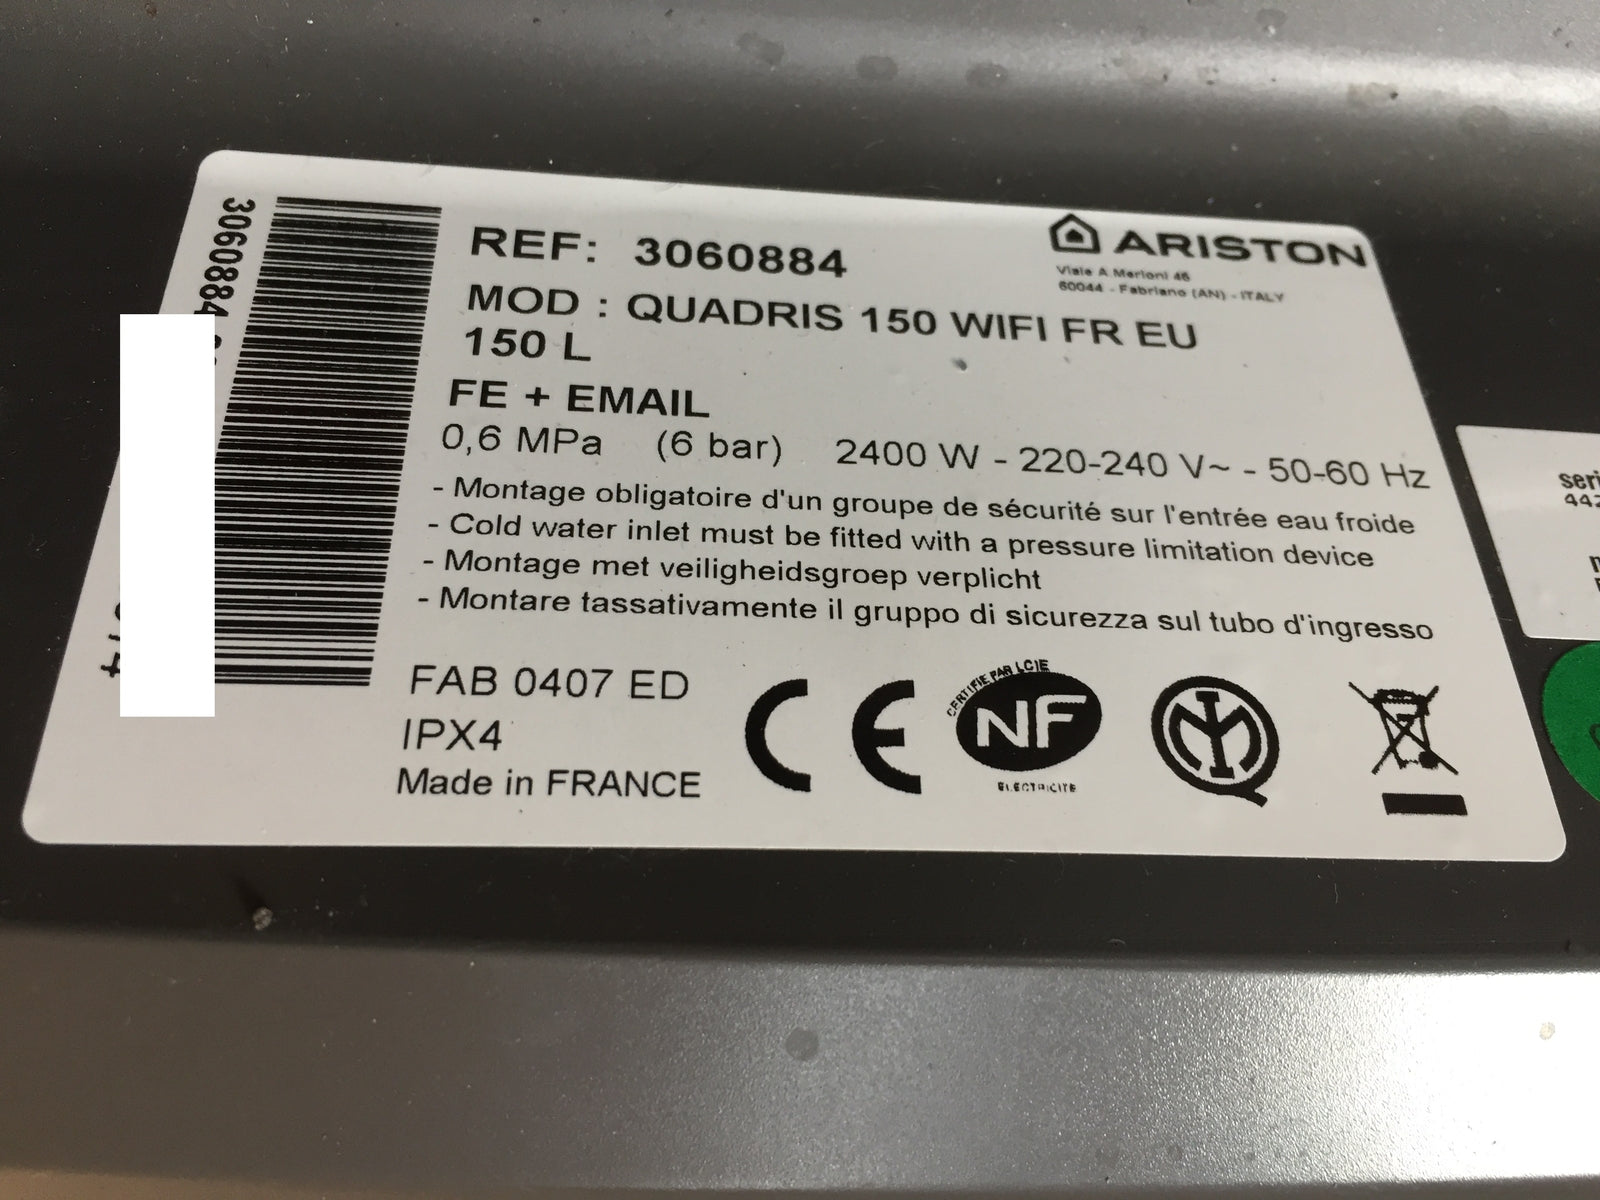 3060884
REF: 3060884
ARISTON
Viale A.Merloni 46
60044 - Fabriano (AN) - ITALY
MOD : QUADRIS 150 WIFI FR EU
150 L
FE + EMAIL
0,6 MPa (6 bar) 2400 W - 220-240 V~ - 50-60 Hz
- Montage obligatoire d'un groupe de sécurité sur l'entrée eau froide
- Cold water inlet must be fitted with a pressure limitation device
- Montage met veiligheidsgroep verplicht
- Montare tassativamente il gruppo di sicurezza sul tubo d'ingresso
FAB 0407 ED
IPX4
Made in FRANCE
CE
CERTIFIE PAR LCIE
NF
ELECTRICITE
seri
442